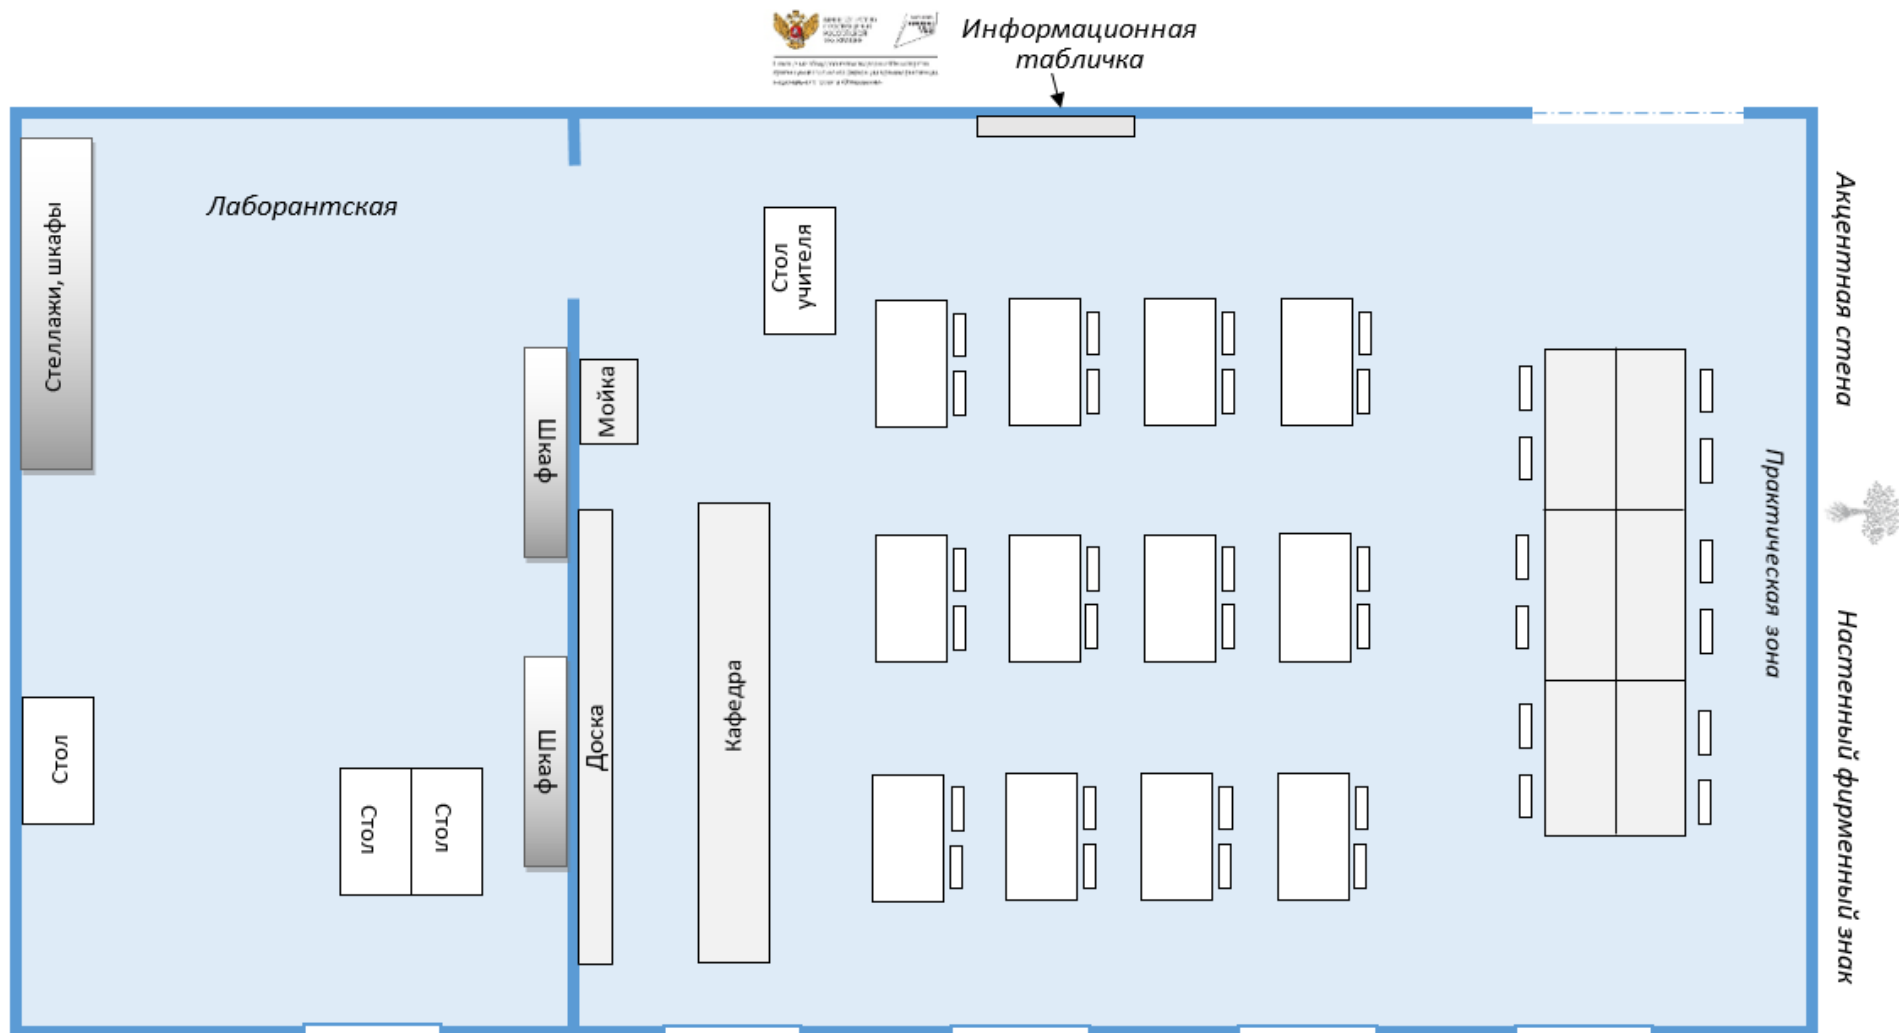 Информационная
табличка
Лаборантская
Стеллажи, шкафы
Стол
учителя
Мойка
Шкаф
Шкаф
Доска
Кафедра
Стол
Стол
Стол
Практическая зона
Акцентная стена
Настенный фирменный знак